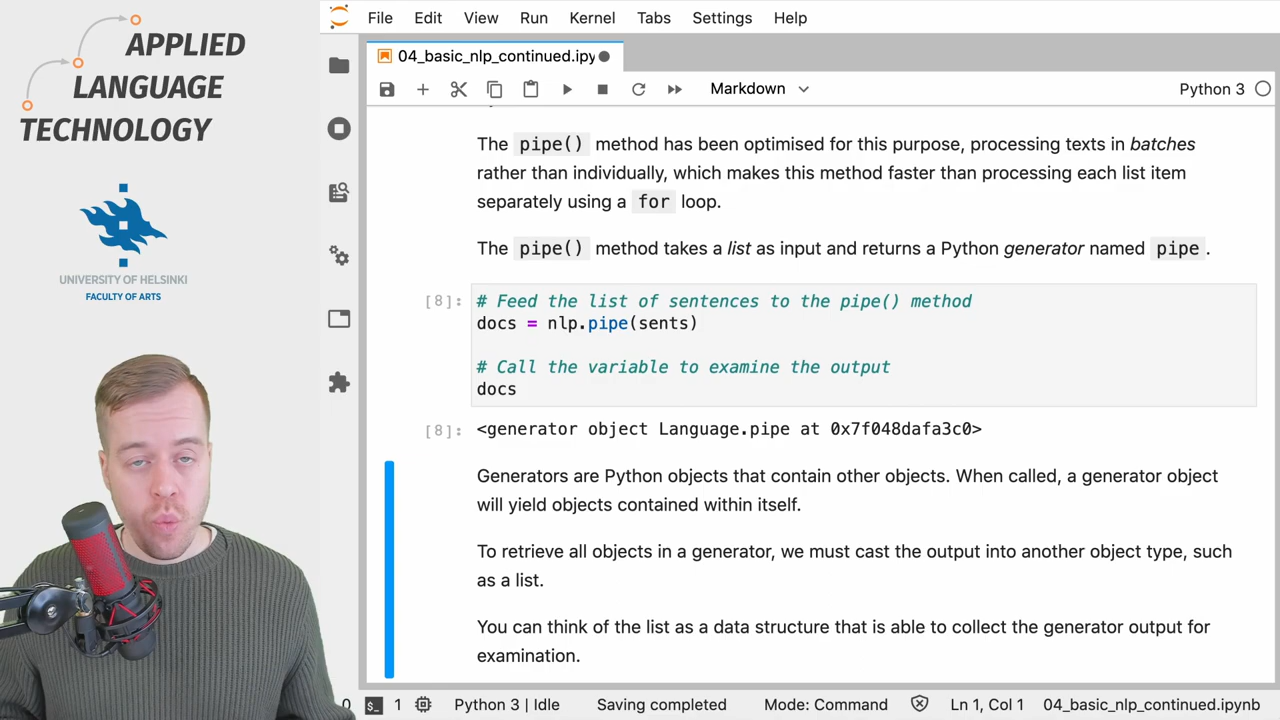 APPLIED
LANGUAGE
TECHNOLOGY
UNIVERSITY OF HELSINKI
FACULTY OF ARTS
File Edit View Run Kernel Tabs Settings Help
04_basic_nlp_continued.ipy
Markdown
Python 3
The pipe() method has been optimised for this purpose, processing texts in batches
rather than individually, which makes this method faster than processing each list item
separately using a for loop.
The pipe() method takes a list as input and returns a Python generator named pipe.
[8]: # Feed the list of sentences to the pipe() method
docs = nlp.pipe(sents)
# Call the variable to examine the output
docs
[8]: <generator object Language.pipe at 0x7f048dafa3c0>
Generators are Python objects that contain other objects. When called, a generator object
will yield objects contained within itself.
To retrieve all objects in a generator, we must cast the output into another object type, such
as a list.
You can think of the list as a data structure that is able to collect the generator output for
examination.
0 $_ 1 Python 3 | Idle Saving completed Mode: Command Ln 1, Col 1 04_basic_nlp_continued.ipynb